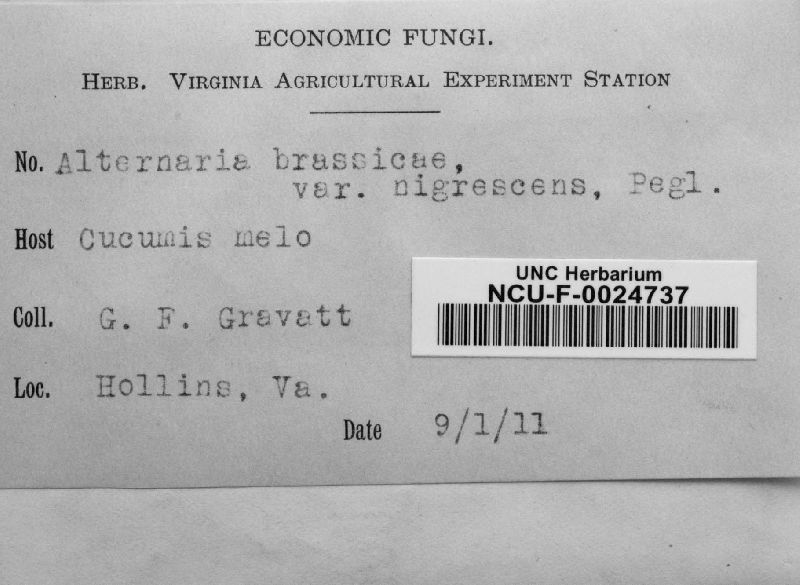 ECONOMIC FUNGI.
HERB. VIRGINIA AGRICULTURAL EXPERIMENT STATION
No. Alternaria brassicae,
var. nigrescens, Pegl.
Host Cucumis melo
UNC Herbarium
NCU-F-0024737
Coll. G. F. Gravatt
Loc. Hollins, Va.
Date 9/1/11